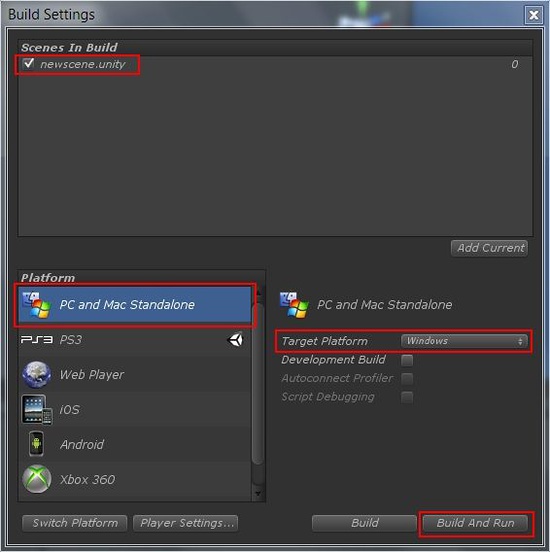 Build Settings
Scenes In Build
newscene.unity 0
Add Current
Platform
PC and Mac Standalone
PS3 PS3
Web Player
iOS
Android
Xbox 360
PC and Mac Standalone
Target Platform Windows
Development Build
Autoconnect Profiler
Script Debugging
Switch Platform Player Settings... Build Build And Run